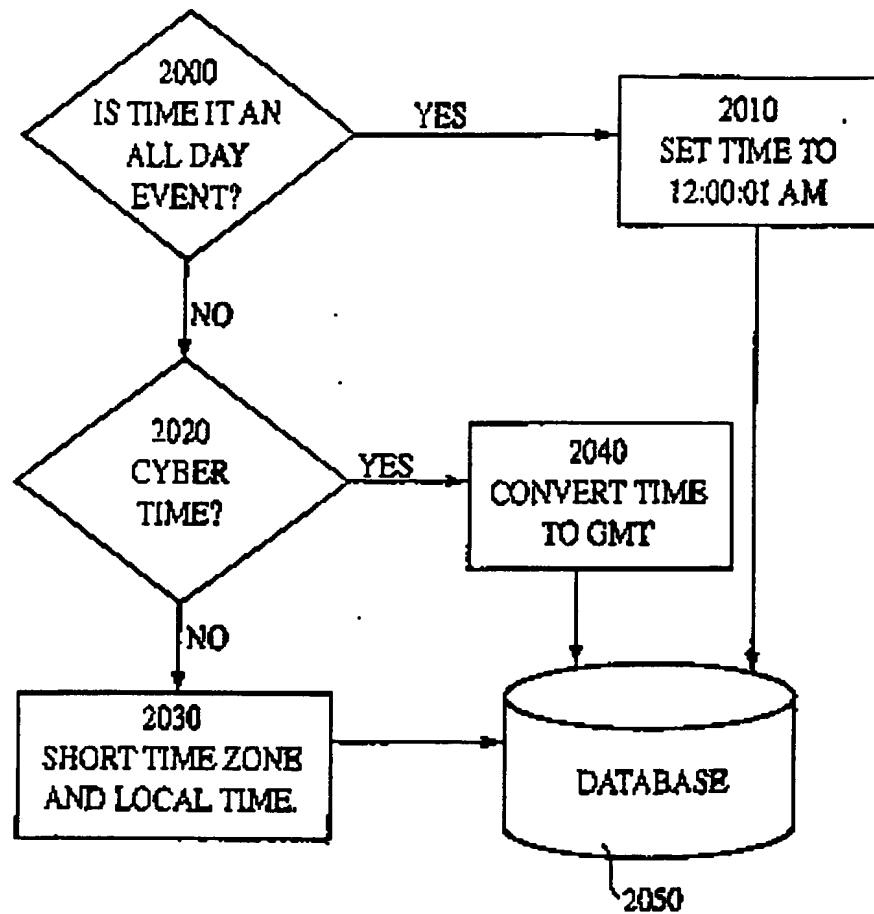 2000
IS TIME IT AN
ALL DAY
EVENT?
YES
2010
SET TIME TO
12:00:01 AM
NO
2020
CYBER
TIME?
YES
2040
CONVERT TIME
TO GMT
NO
2030
SHORT TIME ZONE
AND LOCAL TIME.
DATABASE
2050